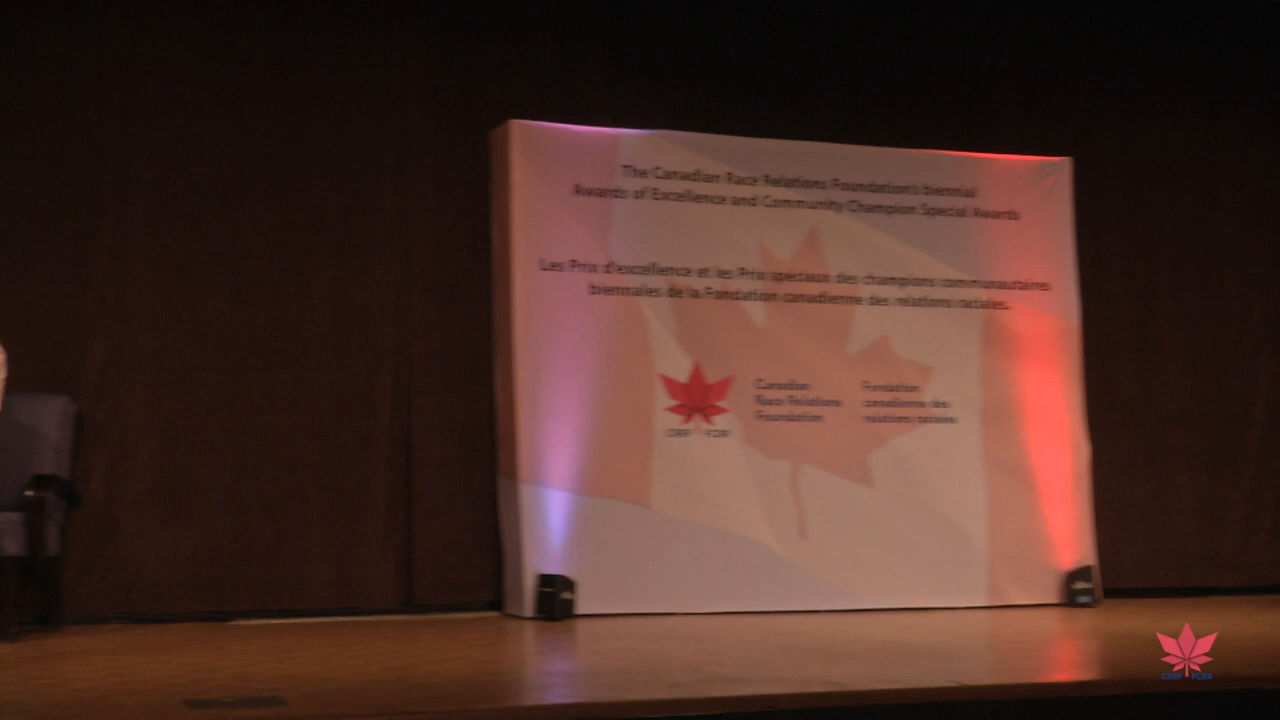 The Canadian Race Relations Foundation's biennial
Awards of Excellence and Community Champion Special Awards
Les Prix d'excellence et les Prix spéciaux des champions communautaires
biennales de la Fondation canadienne des relations raciales.
Canadian
Race Relations
Foundation
Fondation
canadienne des
relations raciales
CRRF FCRR
CRRF FCRR